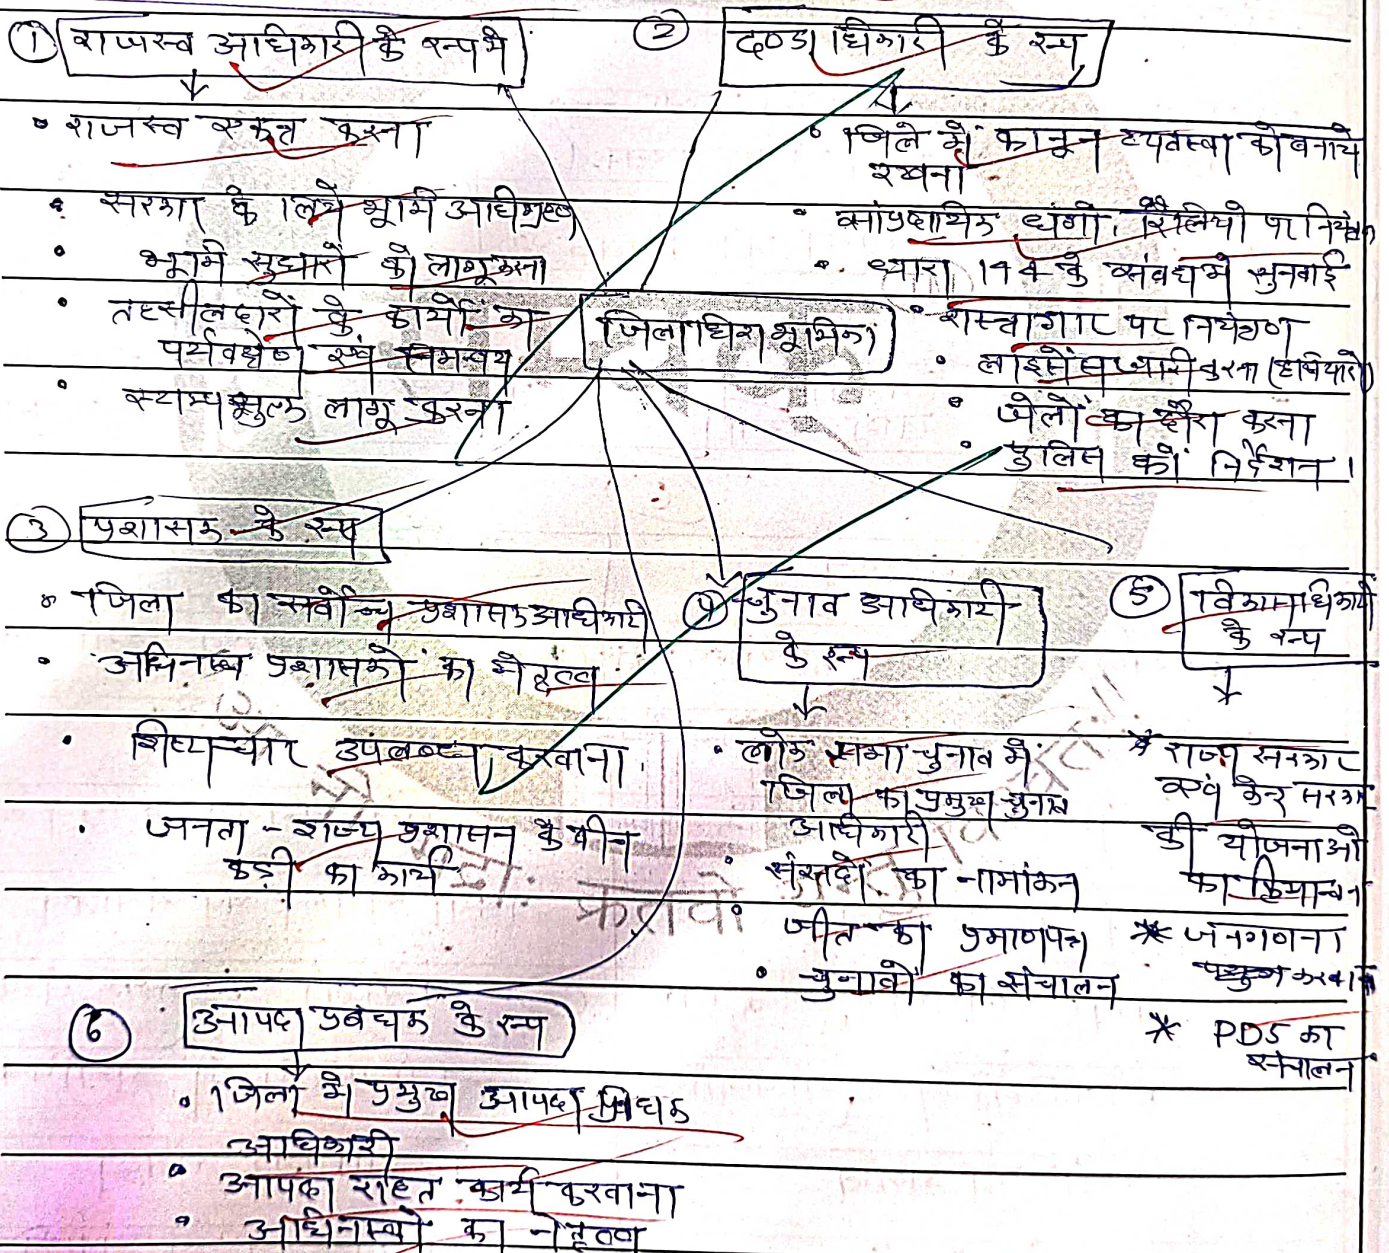 ① राजस्व अधिकारी के रूप में
• राजस्व एकत्र करना
• सरकार के लिये भूमि अधिग्रहण
• भूमि सुधारों को लागू करना
• तहसीलदारों के कार्यों का
पर्यवेक्षण एवं समन्वय
• स्टाम्प शुल्क लागू करना
② दण्डाधिकारी के रूप
• जिले में कानून व्यवस्था को बनाये
रखना
• सांप्रदायिक दंगों, रैलियों पर नियंत्रण
• धारा 144 के संबंध में सुनवाई
• शस्त्रागार पर नियंत्रण
• लाइसेंस जारी करना (हथियारों)
• जेलों का दौरा करना
• पुलिस को निर्देशन।
जिलाधिश भूमिका
③ प्रशासक के रूप
• जिला का सर्वोच्च प्रशासक अधिकारी
• अधिनस्थ प्रशासकों का नेतृत्व
• शिष्टाचार उपलब्ध करवाना
• जनता - राज्य प्रशासन के बीच
कड़ी का कार्य
④ चुनाव अधिकारी
के रूप
• लोक सभा चुनाव में
जिला का प्रमुख चुनाव
अधिकारी
• संसदों का नामांकन
• जीत का प्रमाणपत्र
• चुनावों का संचालन
⑤ विकासाधिकारी
के रूप
* राज्य सरकार
एवं केन्द्र सरकार
की योजनाओं
का क्रियान्वन
* जनगणना
करवाना
* PDS का
संचालन
⑥ आपदा प्रबंधक के रूप
• जिला में प्रमुख आपदा प्रबंधक
अधिकारी
• आपदा राहत कार्य करवाना
• अधिनस्थों का नेतृत्व